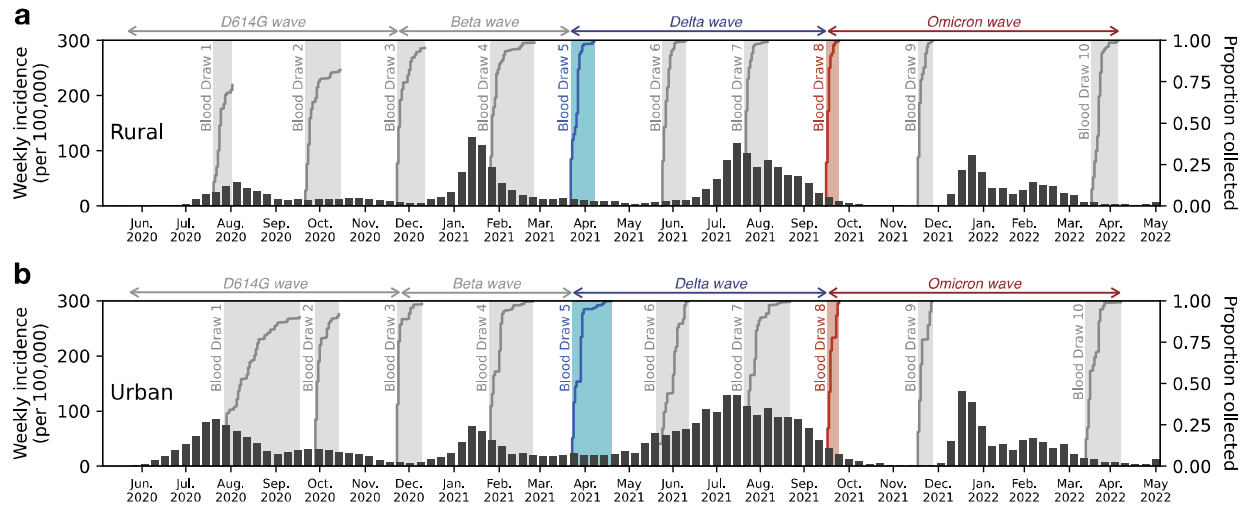 a
D614G wave
Beta wave
Delta wave
Omicron wave
Weekly incidence
(per 100,000)
300
200
100
0
Rural
Blood Draw 1
Blood Draw 2
Blood Draw 3
Blood Draw 4
Blood Draw 5
Blood Draw 6
Blood Draw 7
Blood Draw 8
Blood Draw 9
Blood Draw 10
1.00
0.75
0.50
0.25
0.00
Proportion collected
Jun. Jul. Aug. Sep. Oct. Nov. Dec. Jan. Feb. Mar. Apr. May Jun. Jul. Aug. Sep. Oct. Nov. Dec. Jan. Feb. Mar. Apr. May
2020 2020 2020 2020 2020 2020 2020 2021 2021 2021 2021 2021 2021 2021 2021 2021 2021 2021 2021 2022 2022 2022 2022 2022
b
D614G wave
Beta wave
Delta wave
Omicron wave
Weekly incidence
(per 100,000)
300
200
100
0
Urban
Blood Draw 1
Blood Draw 2
Blood Draw 3
Blood Draw 4
Blood Draw 5
Blood Draw 6
Blood Draw 7
Blood Draw 8
Blood Draw 9
Blood Draw 10
1.00
0.75
0.50
0.25
0.00
Proportion collected
Jun. Jul. Aug. Sep. Oct. Nov. Dec. Jan. Feb. Mar. Apr. May Jun. Jul. Aug. Sep. Oct. Nov. Dec. Jan. Feb. Mar. Apr. May
2020 2020 2020 2020 2020 2020 2020 2021 2021 2021 2021 2021 2021 2021 2021 2021 2021 2021 2021 2022 2022 2022 2022 2022